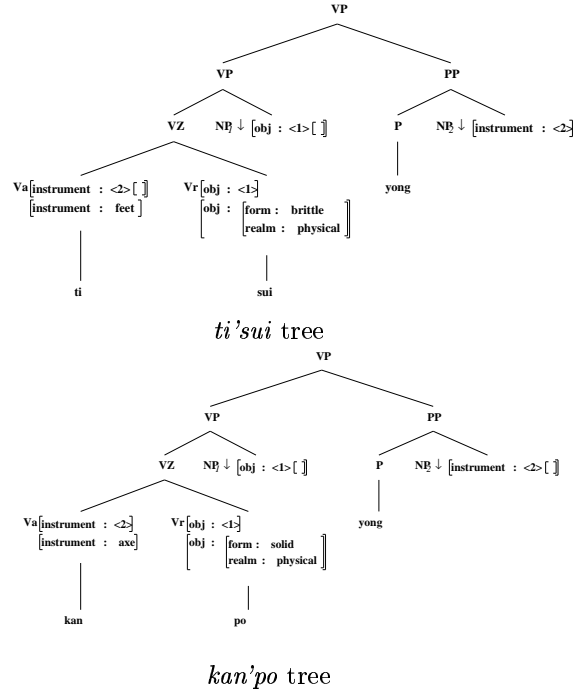 VP
VP PP
VZ NP1 ↓ [obj : <1>[ ]] P NP2 ↓ [instrument : <2>]
Va[instrument : <2>[ ]] Vr[obj : <1>] yong
[instrument : feet] [obj : [form : brittle
realm : physical]]
ti sui
ti'sui tree
VP
VP PP
VZ NP1 ↓ [obj : <1>[ ]] P NP2 ↓ [instrument : <2>[ ]]
Va[instrument : <2>] Vr[obj : <1>] yong
[instrument : axe] [obj : [form : solid
realm : physical]]
kan po
kan'po tree